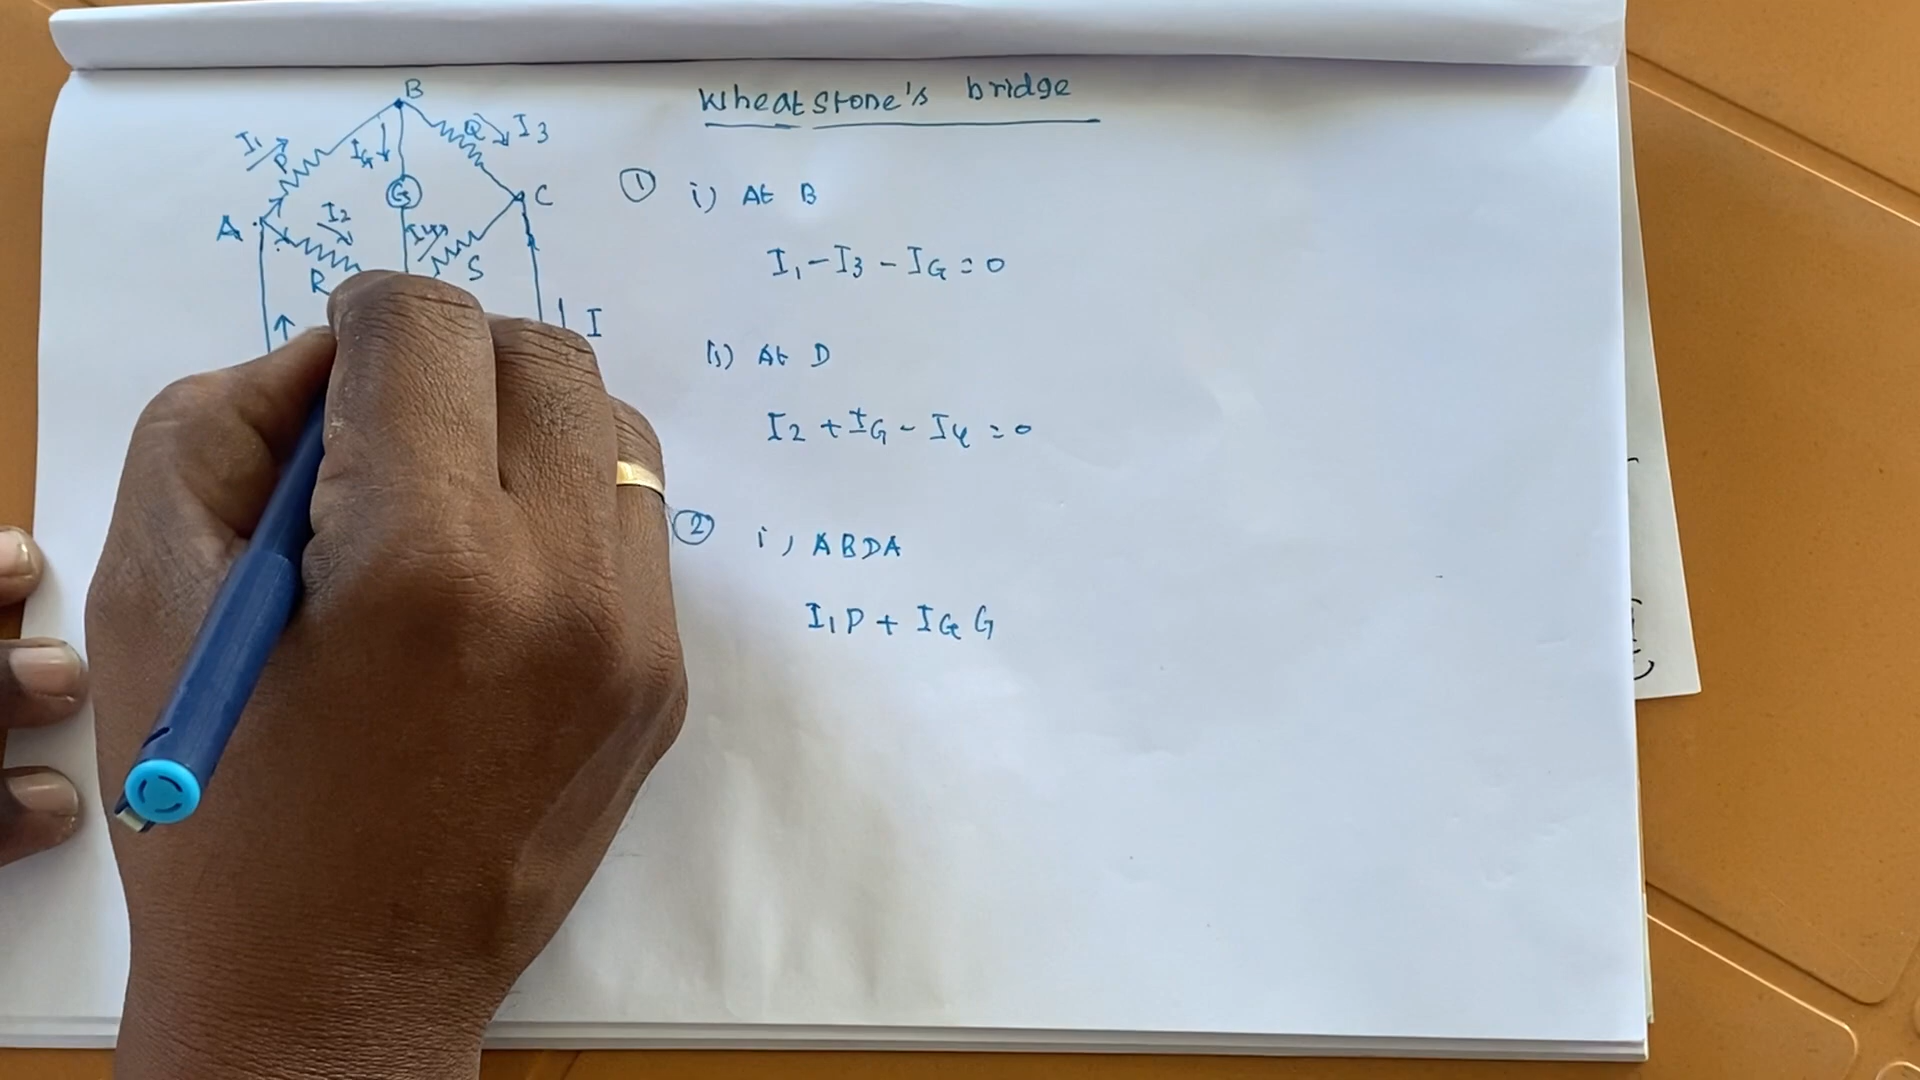 Wheatstone's bridge
B
I1
P
IG
Q
I3
G
A
C
I2
I4
R
S
I
① i) At B
I1 - I3 - IG = 0
ii) At D
I2 + IG - I4 = 0
② i) ABDA
I1P + IG G